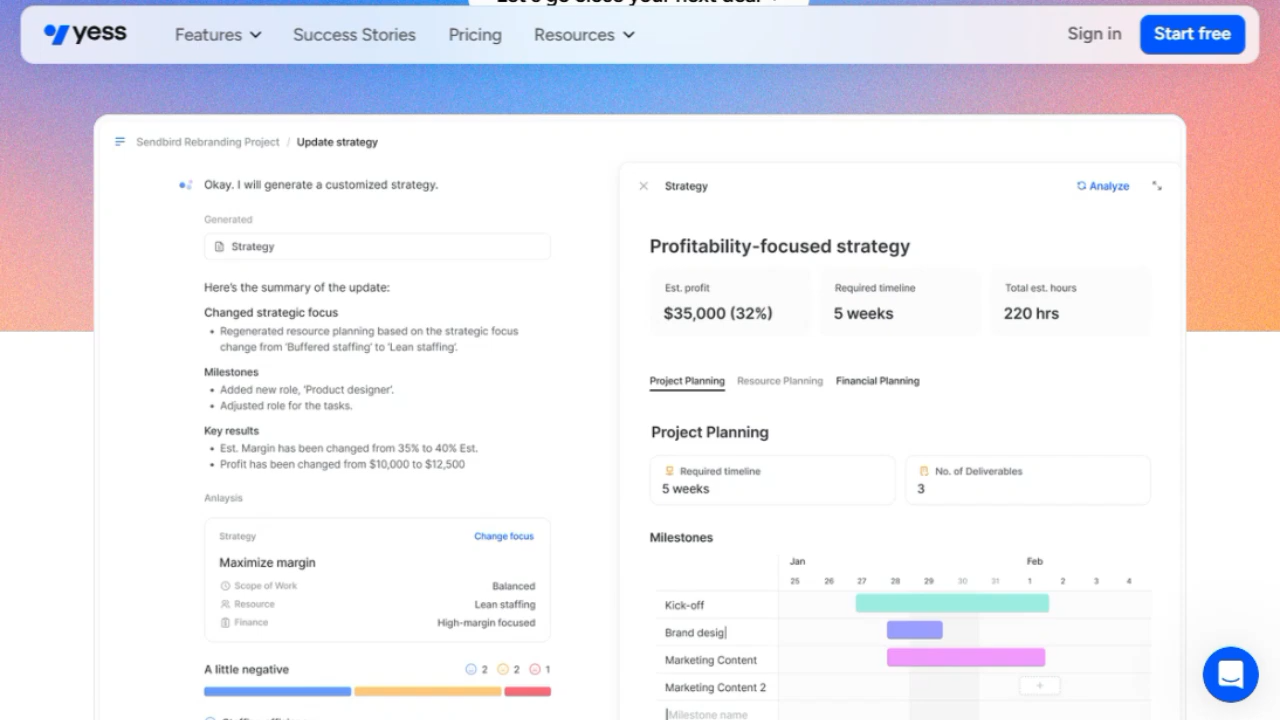 Let's go close your next deal
yess
Features
Success Stories
Pricing
Resources
Sign in
Start free
Sendbird Rebranding Project / Update strategy
Okay. I will generate a customized strategy.
Generated
Strategy
Here's the summary of the update:
Changed strategic focus
• Regenerated resource planning based on the strategic focus
change from 'Buffered staffing' to 'Lean staffing'.
Milestones
• Added new role, 'Product designer'.
• Adjusted role for the tasks.
Key results
• Est. Margin has been changed from 35% to 40% Est.
• Profit has been changed from $10,000 to $12,500
Anlaysis
Strategy Change focus
Maximize margin
Scope of Work Balanced
Resource Lean staffing
Finance High-margin focused
A little negative 2 2 1
Strategy
Analyze
Profitability-focused strategy
Est. profit
$35,000 (32%)
Required timeline
5 weeks
Total est. hours
220 hrs
Project Planning Resource Planning Financial Planning
Project Planning
Required timeline
5 weeks
No. of Deliverables
3
Milestones
Jan Feb
25 26 27 28 29 30 31 1 2 3 4
Kick-off
Brand desig
Marketing Content
Marketing Content 2
Milestone name